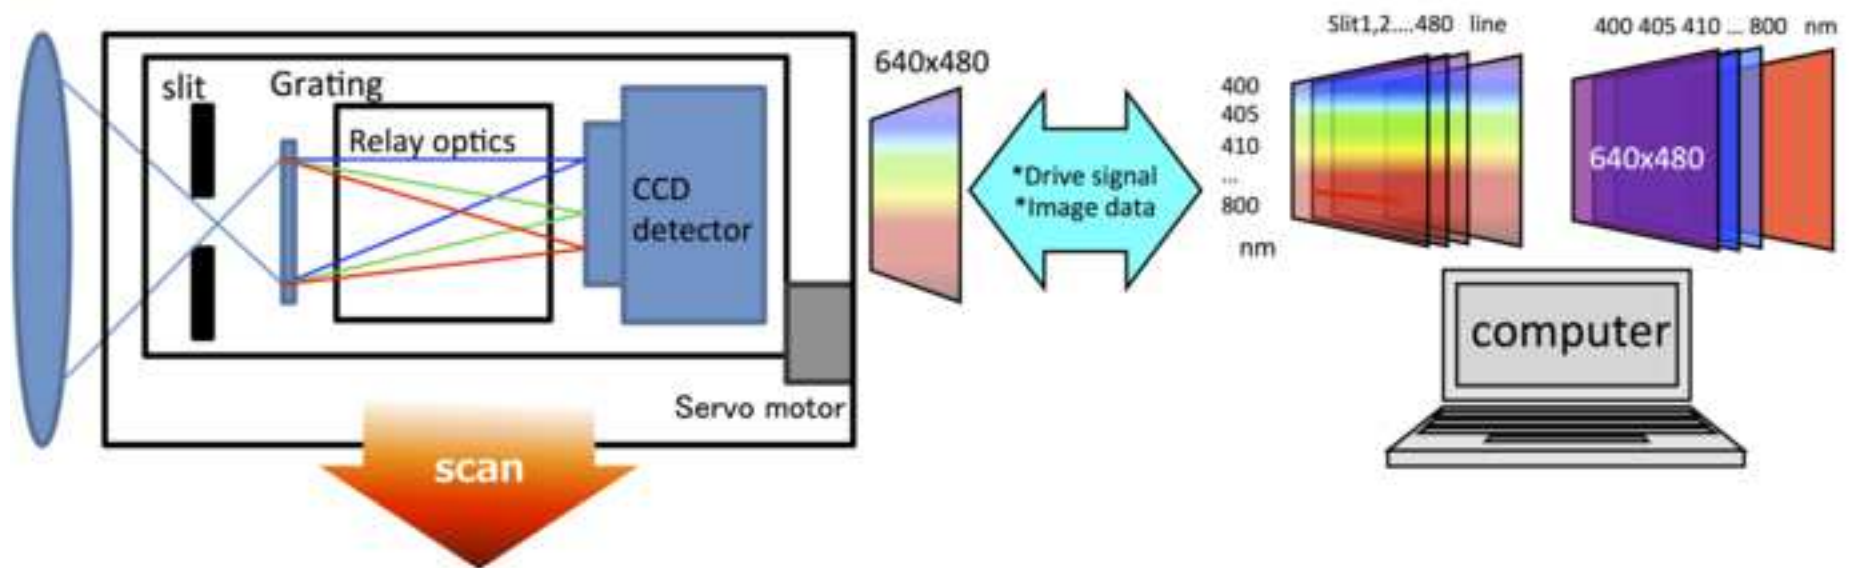 slit
Grating
Relay optics
CCD
detector
Servo motor
scan
640x480
*Drive signal
*Image data
Slit1,2....480 line
400
405
410
...
800
nm
400 405 410 ... 800 nm
640x480
computer